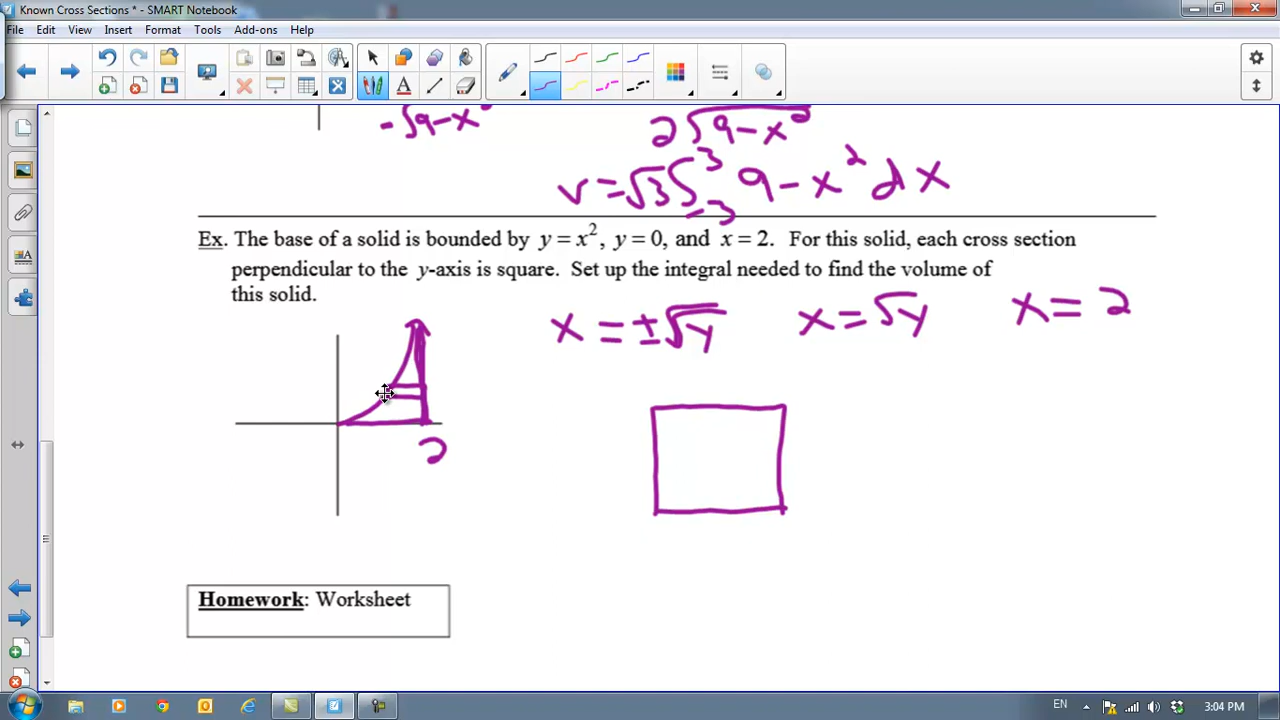 Known Cross Sections * - SMART Notebook
File Edit View Insert Format Tools Add-ons Help
-√9-x²
2√9-x²
V=√3∫₋₃³ 9-x² dx
Ex. The base of a solid is bounded by y = x², y = 0, and x = 2. For this solid, each cross section
perpendicular to the y-axis is square. Set up the integral needed to find the volume of
this solid.
x = ±√y x = √y x = 2
2
Homework: Worksheet
EN 3:04 PM